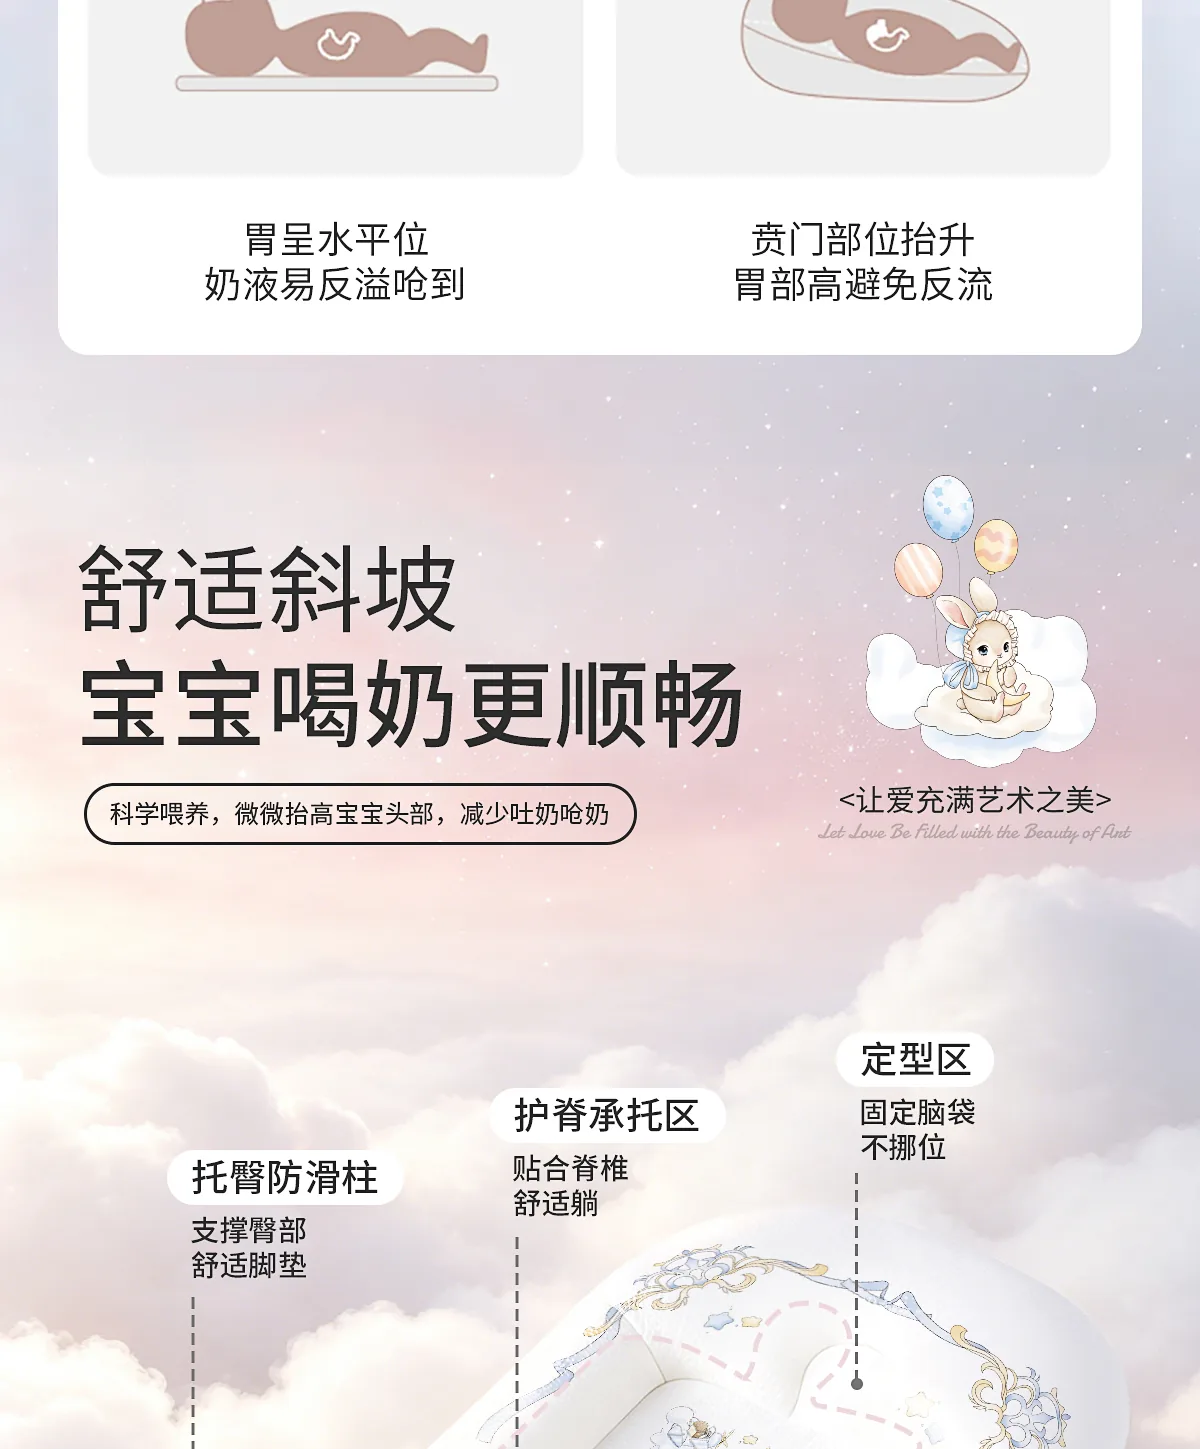 胃呈水平位
奶液易反溢呛到
贲门部位抬升
胃部高避免反流
舒适斜坡
宝宝喝奶更顺畅
科学喂养，微微抬高宝宝头部，减少吐奶呛奶
<让爱充满艺术之美>
Let Love Be Filled with the Beauty of Art
定型区
固定脑袋
不挪位
护脊承托区
贴合脊椎
舒适躺
托臀防滑柱
支撑臀部
舒适脚垫